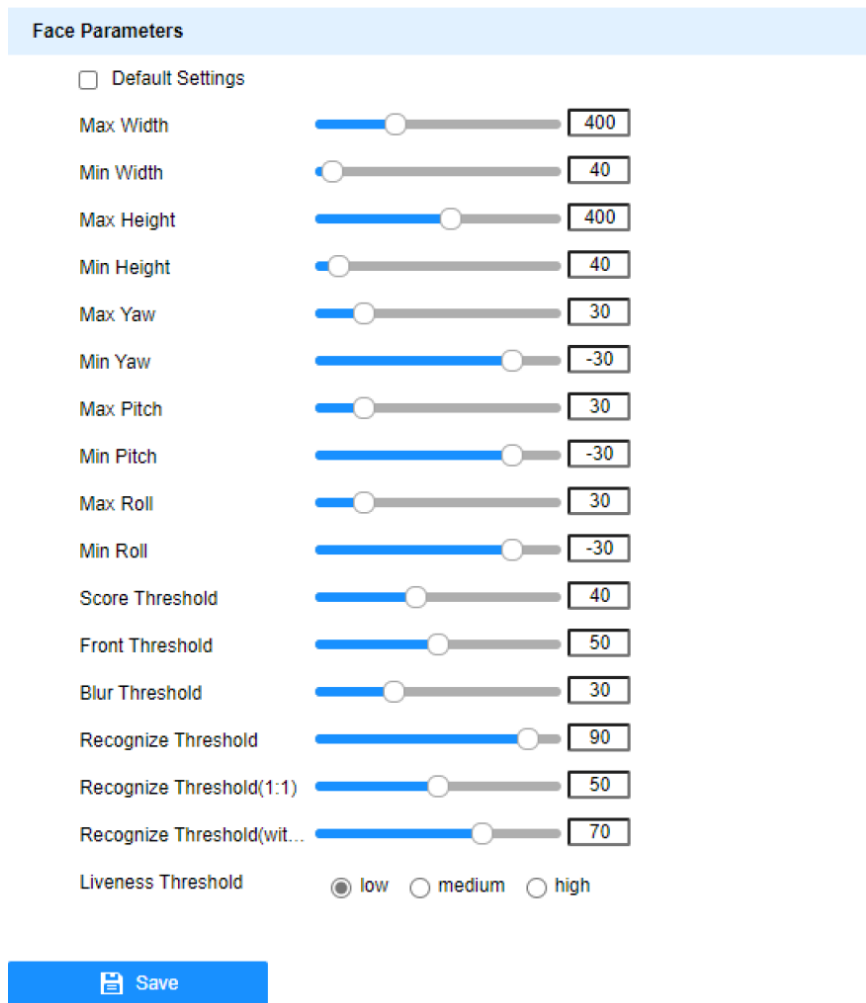 Face Parameters
Default Settings
Max Width 400
Min Width 40
Max Height 400
Min Height 40
Max Yaw 30
Min Yaw -30
Max Pitch 30
Min Pitch -30
Max Roll 30
Min Roll -30
Score Threshold 40
Front Threshold 50
Blur Threshold 30
Recognize Threshold 90
Recognize Threshold(1:1) 50
Recognize Threshold(wit... 70
Liveness Threshold low medium high
Save